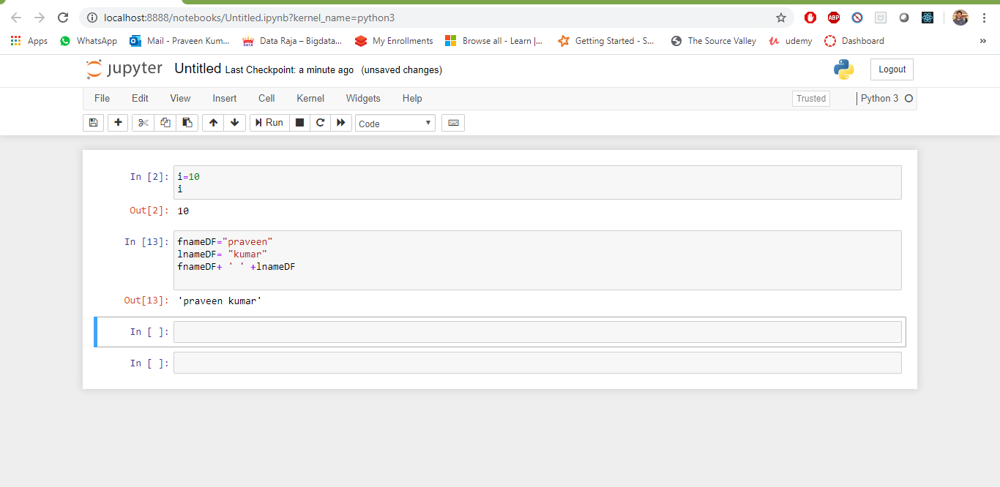 localhost:8888/notebooks/Untitled.ipynb?kernel_name=python3
ABP
Apps WhatsApp Mail - Praveen Kum... DATA Data Raja – Bigdata... My Enrollments Browse all - Learn |... Getting Started - S... The Source Valley udemy Dashboard »
jupyter Untitled Last Checkpoint: a minute ago (unsaved changes) Logout
File Edit View Insert Cell Kernel Widgets Help Trusted Python 3
Run Code
In [2]: i=10
i
Out[2]: 10
In [13]: fnameDF="praveen"
lnameDF= "kumar"
fnameDF+ ' ' +lnameDF
Out[13]: 'praveen kumar'
In [ ]:
In [ ]: